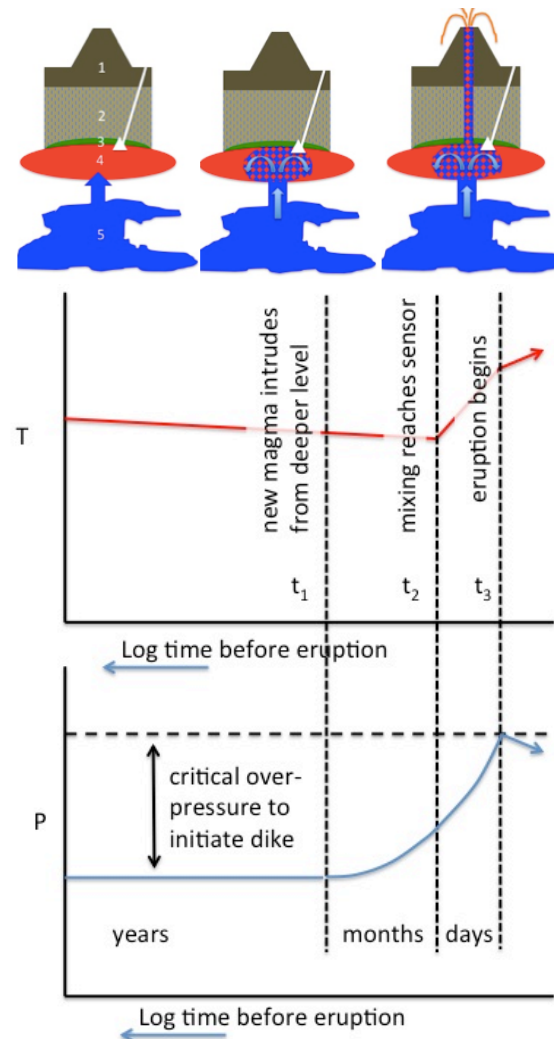 1
2
3
4
5
T
new magma intrudes
from deeper level
mixing reaches sensor
eruption begins
t₁
t₂
t₃
Log time before eruption
critical over-
pressure to
initiate dike
P
years
months
days
Log time before eruption